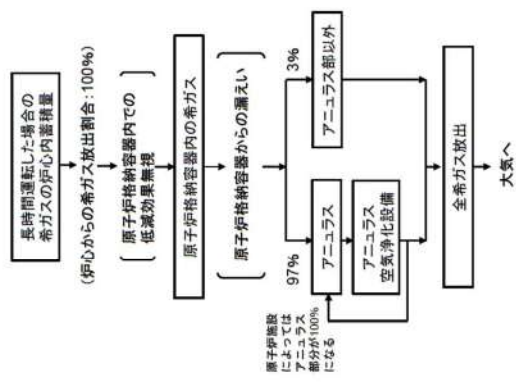 長時間運転した場合の
希ガスの炉心内蓄積量
(炉心からの希ガス放出割合:100%)
原子炉格納容器内での
低減効果無視
原子炉格納容器内の希ガス
原子炉格納容器からの漏えい
97%
3%
アニュラス
アニュラス部以外
原子炉施設
によっては
アニュラス
部分が100%
になる
アニュラス
空気浄化設備
全希ガス放出
大気へ